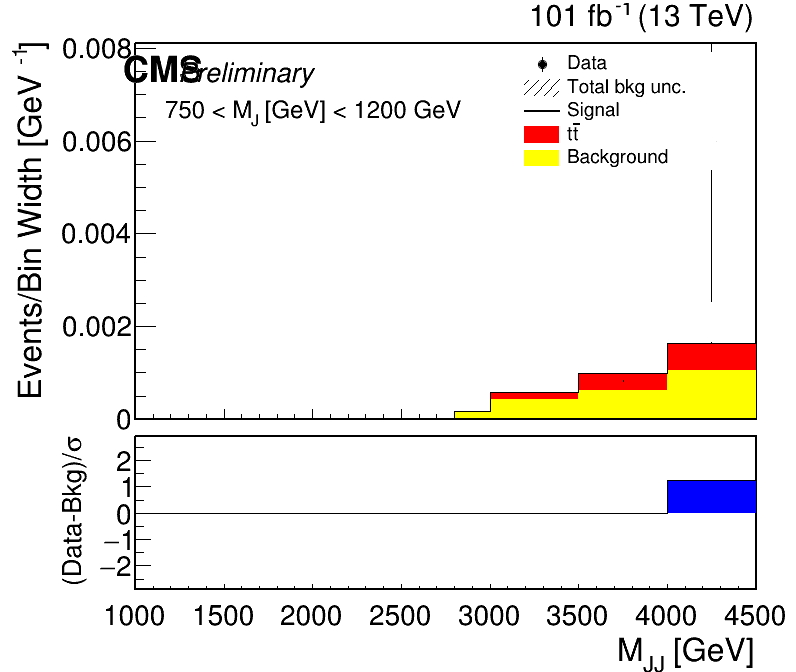 101 fb⁻¹ (13 TeV)
CMS Preliminary
750 < M_J [GeV] < 1200 GeV
Data
Total bkg unc.
Signal
tt̄
Background
Events/Bin Width [GeV⁻¹]
0.008
0.006
0.004
0.002
0
(Data-Bkg)/σ
2
1
0
−1
−2
1000 1500 2000 2500 3000 3500 4000 4500
M_JJ [GeV]